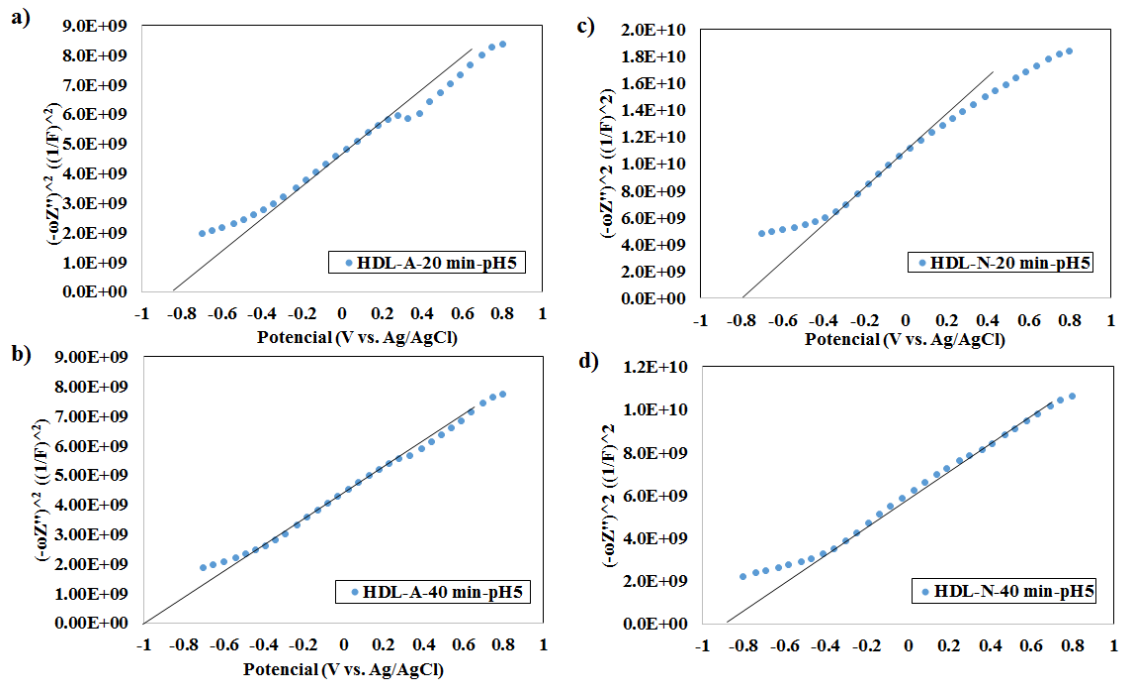 a)
9.0E+09
8.0E+09
7.0E+09
6.0E+09
5.0E+09
4.0E+09
3.0E+09
2.0E+09
1.0E+09
0.0E+00
(-ωZ'')^2 ((1/F)^2)
HDL-A-20 min-pH5
-1 -0.8 -0.6 -0.4 -0.2 0 0.2 0.4 0.6 0.8 1
Potencial (V vs. Ag/AgCl)
b)
9.00E+09
8.00E+09
7.00E+09
6.00E+09
5.00E+09
4.00E+09
3.00E+09
2.00E+09
1.00E+09
0.00E+00
(-ωZ'')^2 ((1/F)^2)
HDL-A-40 min-pH5
-1 -0.8 -0.6 -0.4 -0.2 0 0.2 0.4 0.6 0.8 1
Potencial (V vs. Ag/AgCl)
c)
2.0E+10
1.8E+10
1.6E+10
1.4E+10
1.2E+10
1.0E+10
8.0E+09
6.0E+09
4.0E+09
2.0E+09
0.0E+00
(-ωZ'')^2 ((1/F)^2)
HDL-N-20 min-pH5
-1 -0.8 -0.6 -0.4 -0.2 0 0.2 0.4 0.6 0.8 1
Potencial (V vs. Ag/AgCl)
d)
1.2E+10
1.0E+10
8.0E+09
6.0E+09
4.0E+09
2.0E+09
0.0E+00
(-ωZ'')^2 ((1/F)^2
HDL-N-40 min-pH5
-1 -0.8 -0.6 -0.4 -0.2 0 0.2 0.4 0.6 0.8 1
Potencial (V vs. Ag/AgCl)